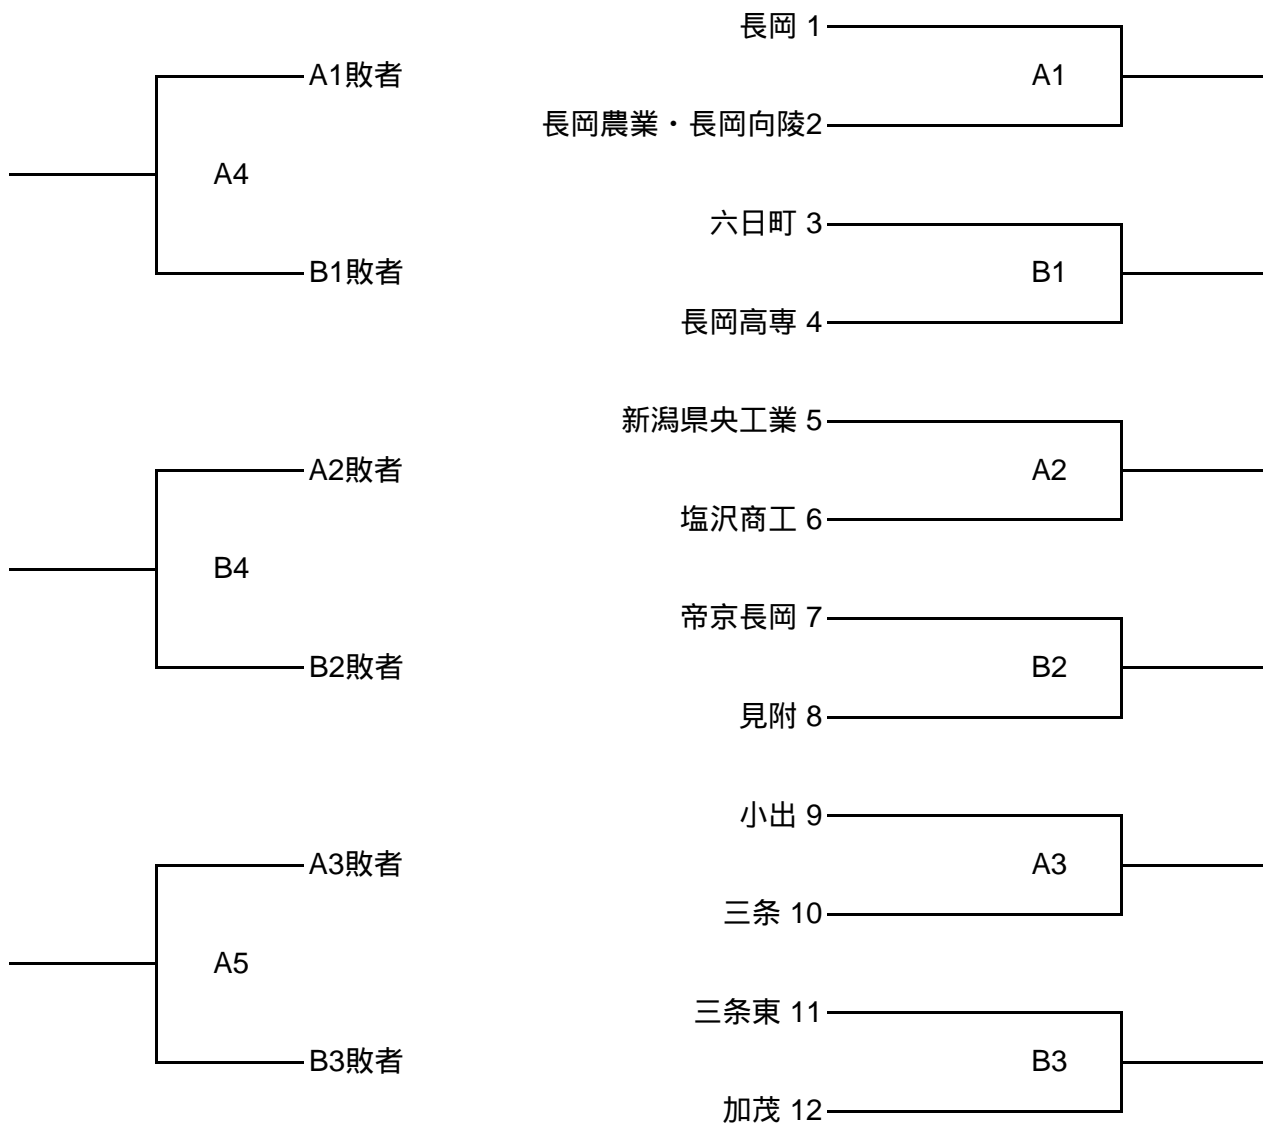 長岡 1
A1敗者
A1
長岡農業・長岡向陵2
A4
六日町 3
B1敗者
B1
長岡高専 4
新潟県央工業 5
A2敗者
A2
塩沢商工 6
B4
帝京長岡 7
B2敗者
B2
見附 8
小出 9
A3敗者
A3
三条 10
A5
三条東 11
B3敗者
B3
加茂 12